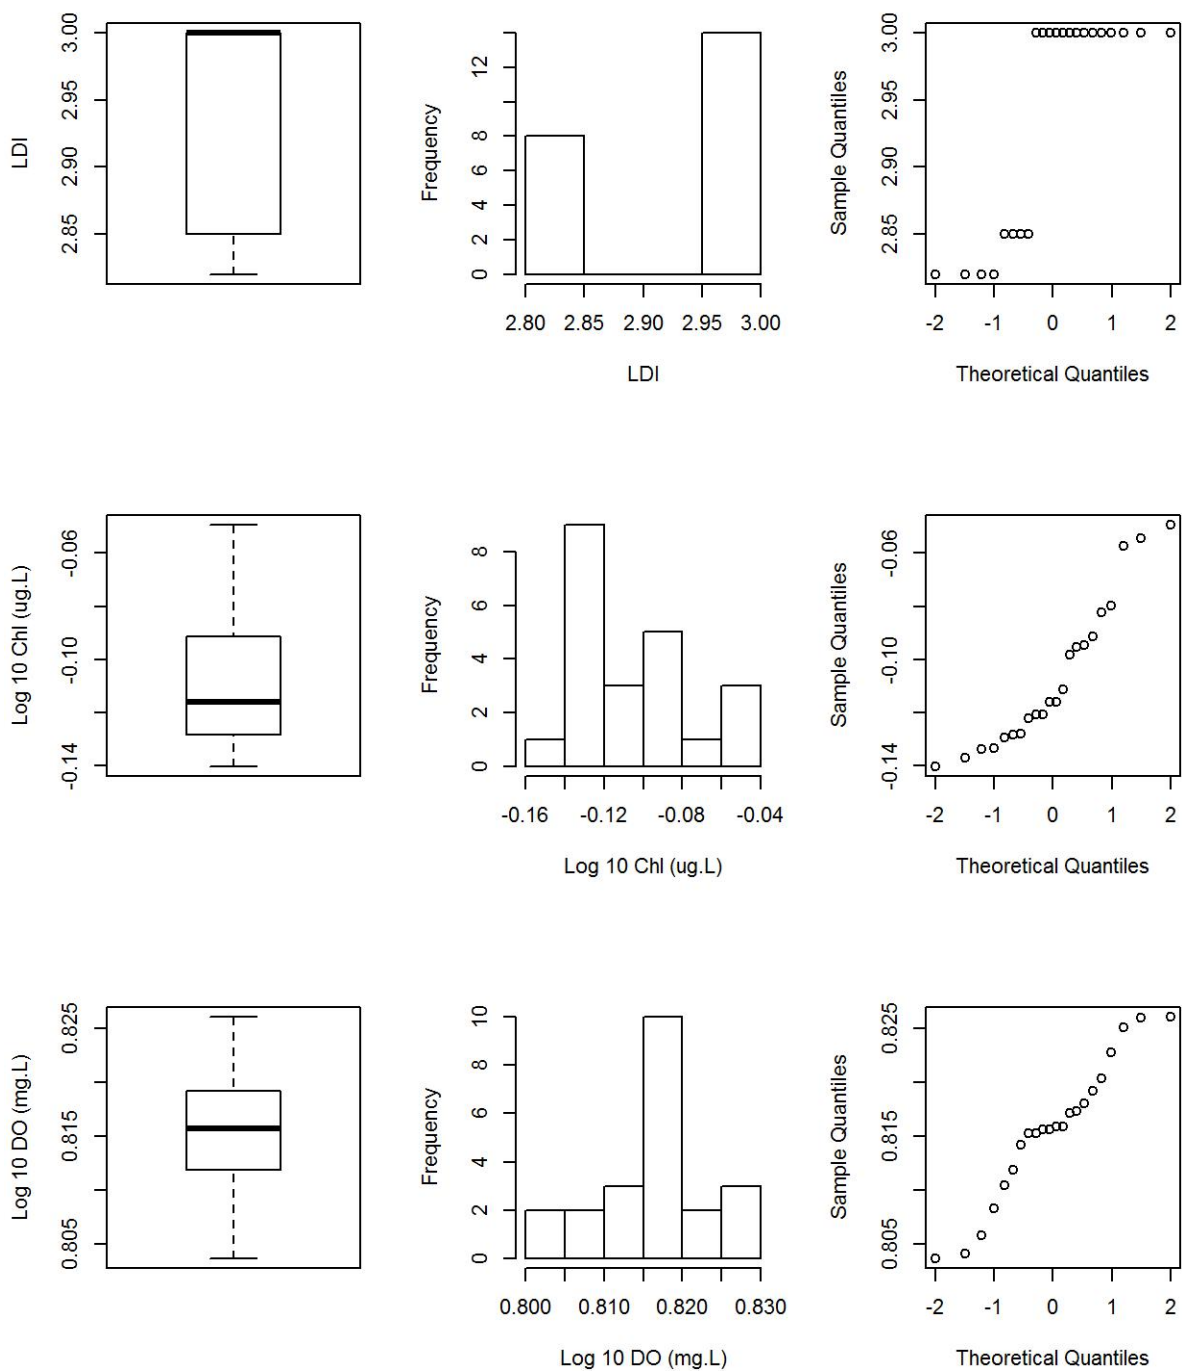 LDI
2.85 2.90 2.95 3.00
Frequency
0 2 4 6 8 12
2.80 2.85 2.90 2.95 3.00
LDI
Sample Quantiles
2.85 2.90 2.95 3.00
-2 -1 0 1 2
Theoretical Quantiles
Log 10 Chl (ug.L)
-0.14 -0.10 -0.06
Frequency
0 2 4 6 8
-0.16 -0.12 -0.08 -0.04
Log 10 Chl (ug.L)
Sample Quantiles
-0.14 -0.10 -0.06
-2 -1 0 1 2
Theoretical Quantiles
Log 10 DO (mg.L)
0.805 0.815 0.825
Frequency
0 2 4 6 8 10
0.800 0.810 0.820 0.830
Log 10 DO (mg.L)
Sample Quantiles
0.805 0.815 0.825
-2 -1 0 1 2
Theoretical Quantiles